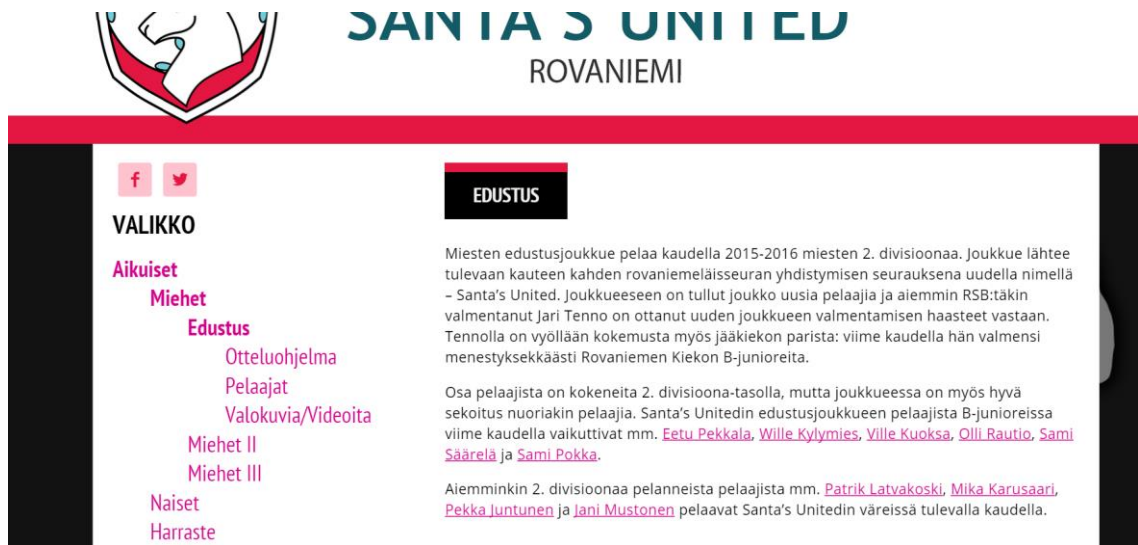 SANTA'S UNITED
ROVANIEMI
f
VALIKKO
Aikuiset
Miehet
Edustus
Otteluohjelma
Pelaajat
Valokuvia/Videoita
Miehet II
Miehet III
Naiset
Harraste
EDUSTUS
Miesten edustusjoukkue pelaa kaudella 2015-2016 miesten 2. divisioonaa. Joukkue lähtee
tulevaan kauteen kahden rovaniemeläisseuran yhdistymisen seurauksena uudella nimellä
– Santa’s United. Joukkueeseen on tullut joukko uusia pelaajia ja aiemmin RSB:täkin
valmentanut Jari Tenno on ottanut uuden joukkueen valmentamisen haasteet vastaan.
Tennolla on vyöllään kokemusta myös jääkiekon parista: viime kaudella hän valmensi
menestyksekkäästi Rovaniemen Kiekon B-junioreita.
Osa pelaajista on kokeneita 2. divisioona-tasolla, mutta joukkueessa on myös hyvä
sekoitus nuoriakin pelaajia. Santa’s Unitedin edustusjoukkueen pelaajista B-junioreissa
viime kaudella vaikuttivat mm. Eetu Pekkala, Wille Kylymies, Ville Kuoksa, Olli Rautio, Sami
Säärelä ja Sami Pokka.
Aiemminkin 2. divisioonaa pelanneista pelaajista mm. Patrik Latvakoski, Mika Karusaari,
Pekka Juntunen ja Jani Mustonen pelaavat Santa’s Unitedin väreissä tulevalla kaudella.